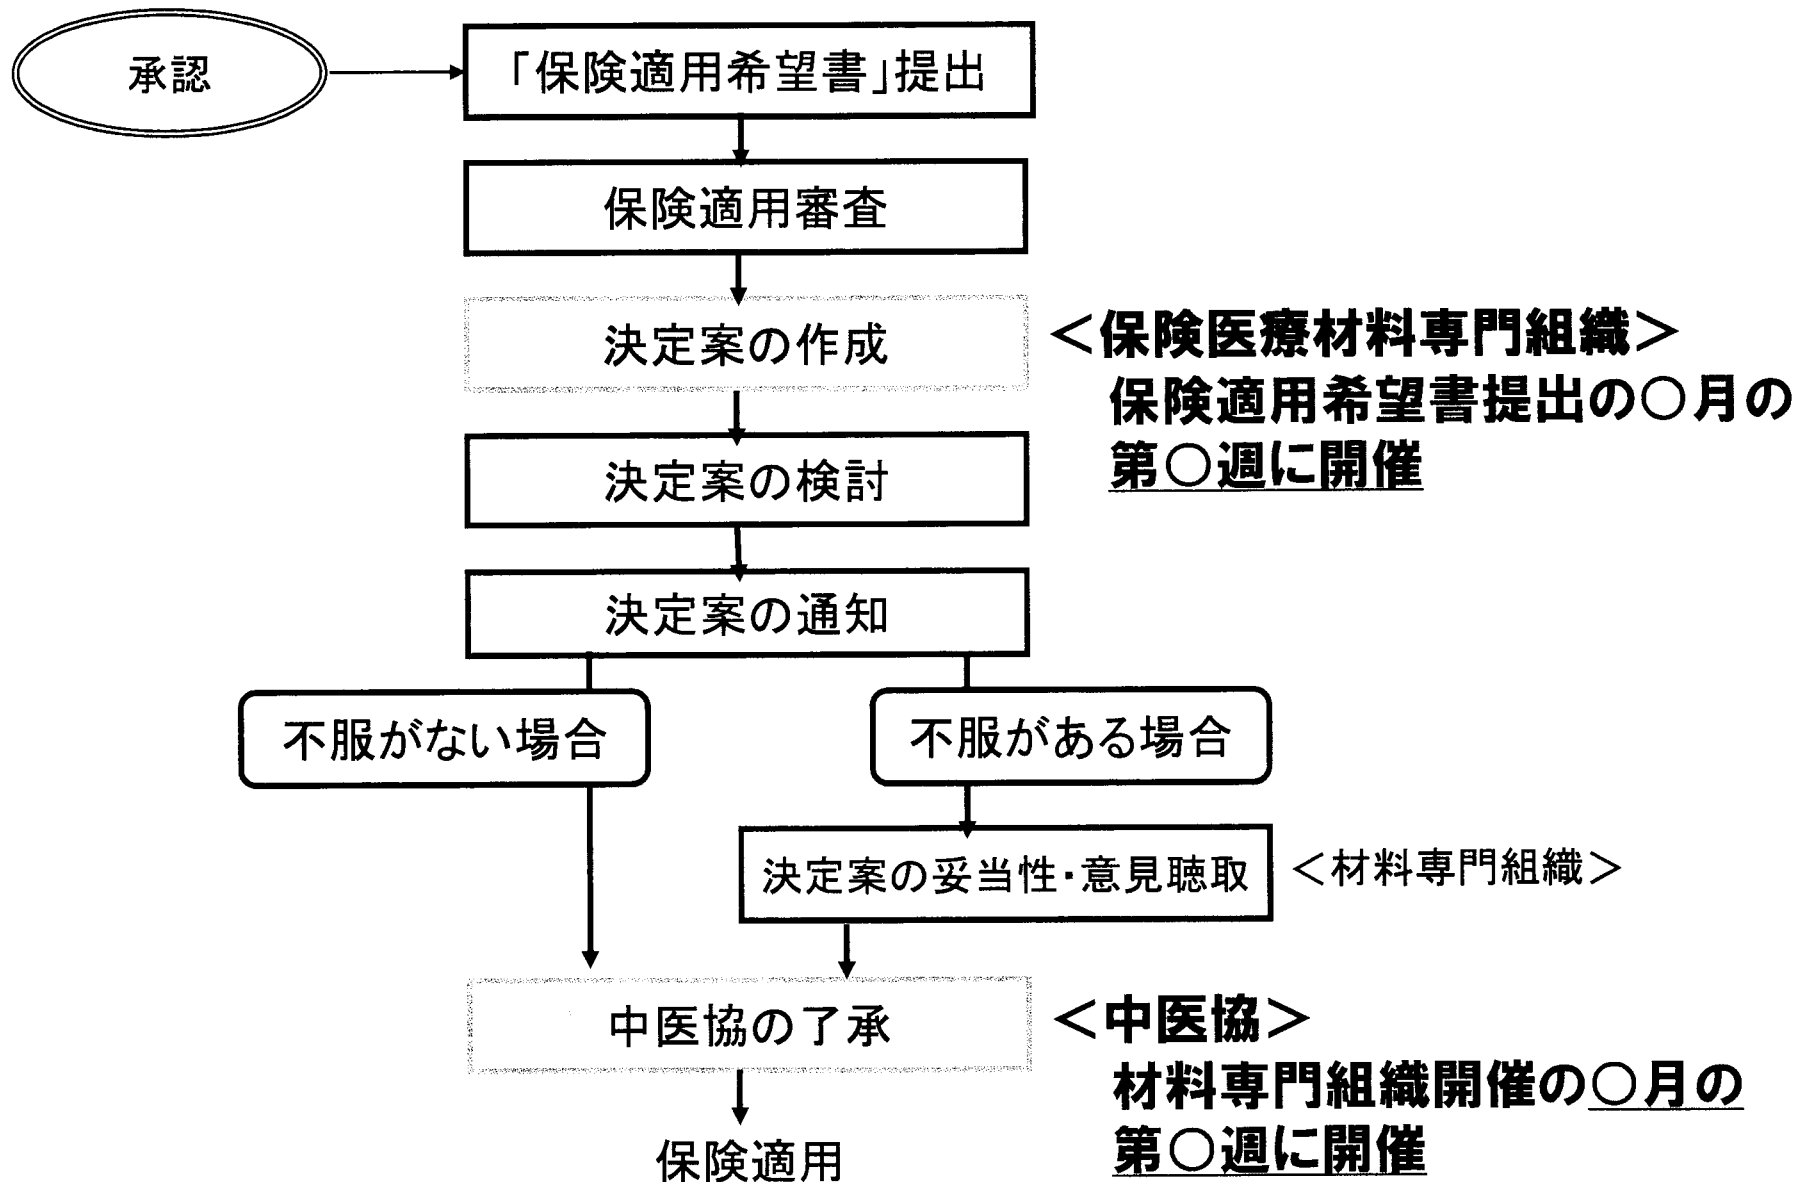 承認
「保険適用希望書」提出
保険適用審査
決定案の作成
＜保険医療材料専門組織＞
保険適用希望書提出の○月の
第○週に開催
決定案の検討
決定案の通知
不服がない場合
不服がある場合
決定案の妥当性・意見聴取
＜材料専門組織＞
中医協の了承
＜中医協＞
材料専門組織開催の○月の
第○週に開催
保険適用